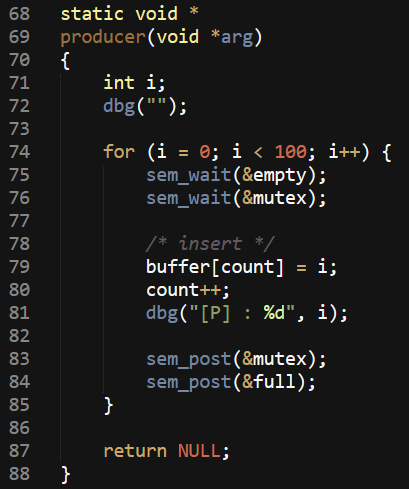 68 static void *
69 producer(void *arg)
70 {
71     int i;
72     dbg("");
73
74     for (i = 0; i < 100; i++) {
75         sem_wait(&empty);
76         sem_wait(&mutex);
77
78         /* insert */
79         buffer[count] = i;
80         count++;
81         dbg("[P] : %d", i);
82
83         sem_post(&mutex);
84         sem_post(&full);
85     }
86
87     return NULL;
88 }